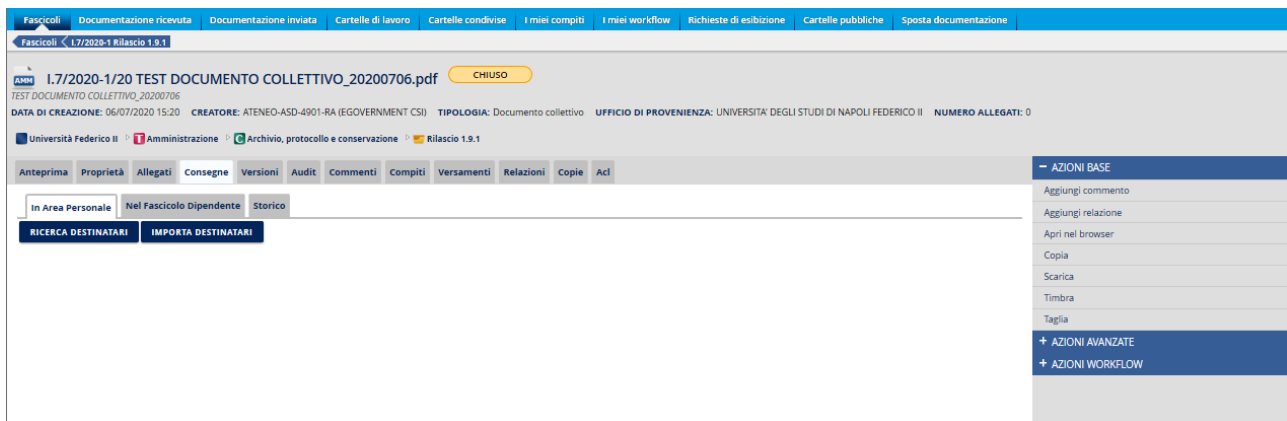 Fascicoli Documentazione ricevuta Documentazione inviata Cartelle di lavoro Cartelle condivise I miei compiti I miei workflow Richieste di esibizione Cartelle pubbliche Sposta documentazione
Fascicoli I.7/2020-1 Rilascio 1.9.1
AMM I.7/2020-1/20 TEST DOCUMENTO COLLETTIVO_20200706.pdf CHIUSO
TEST DOCUMENTO COLLETTIVO_20200706
DATA DI CREAZIONE: 06/07/2020 15:20 CREATORE: ATENEO-ASD-4901-RA (EGOVERNMENT CSI) TIPOLOGIA: Documento collettivo UFFICIO DI PROVENIENZA: UNIVERSITA' DEGLI STUDI DI NAPOLI FEDERICO II NUMERO ALLEGATI: 0
Università Federico II T Amministrazione C Archivio, protocollo e conservazione Rilascio 1.9.1
Anteprima Proprietà Allegati Consegne Versioni Audit Commenti Compiti Versamenti Relazioni Copie Acl
In Area Personale Nel Fascicolo Dipendente Storico
RICERCA DESTINATARI IMPORTA DESTINATARI
− AZIONI BASE
Aggiungi commento
Aggiungi relazione
Apri nel browser
Copia
Scarica
Timbra
Taglia
+ AZIONI AVANZATE
+ AZIONI WORKFLOW